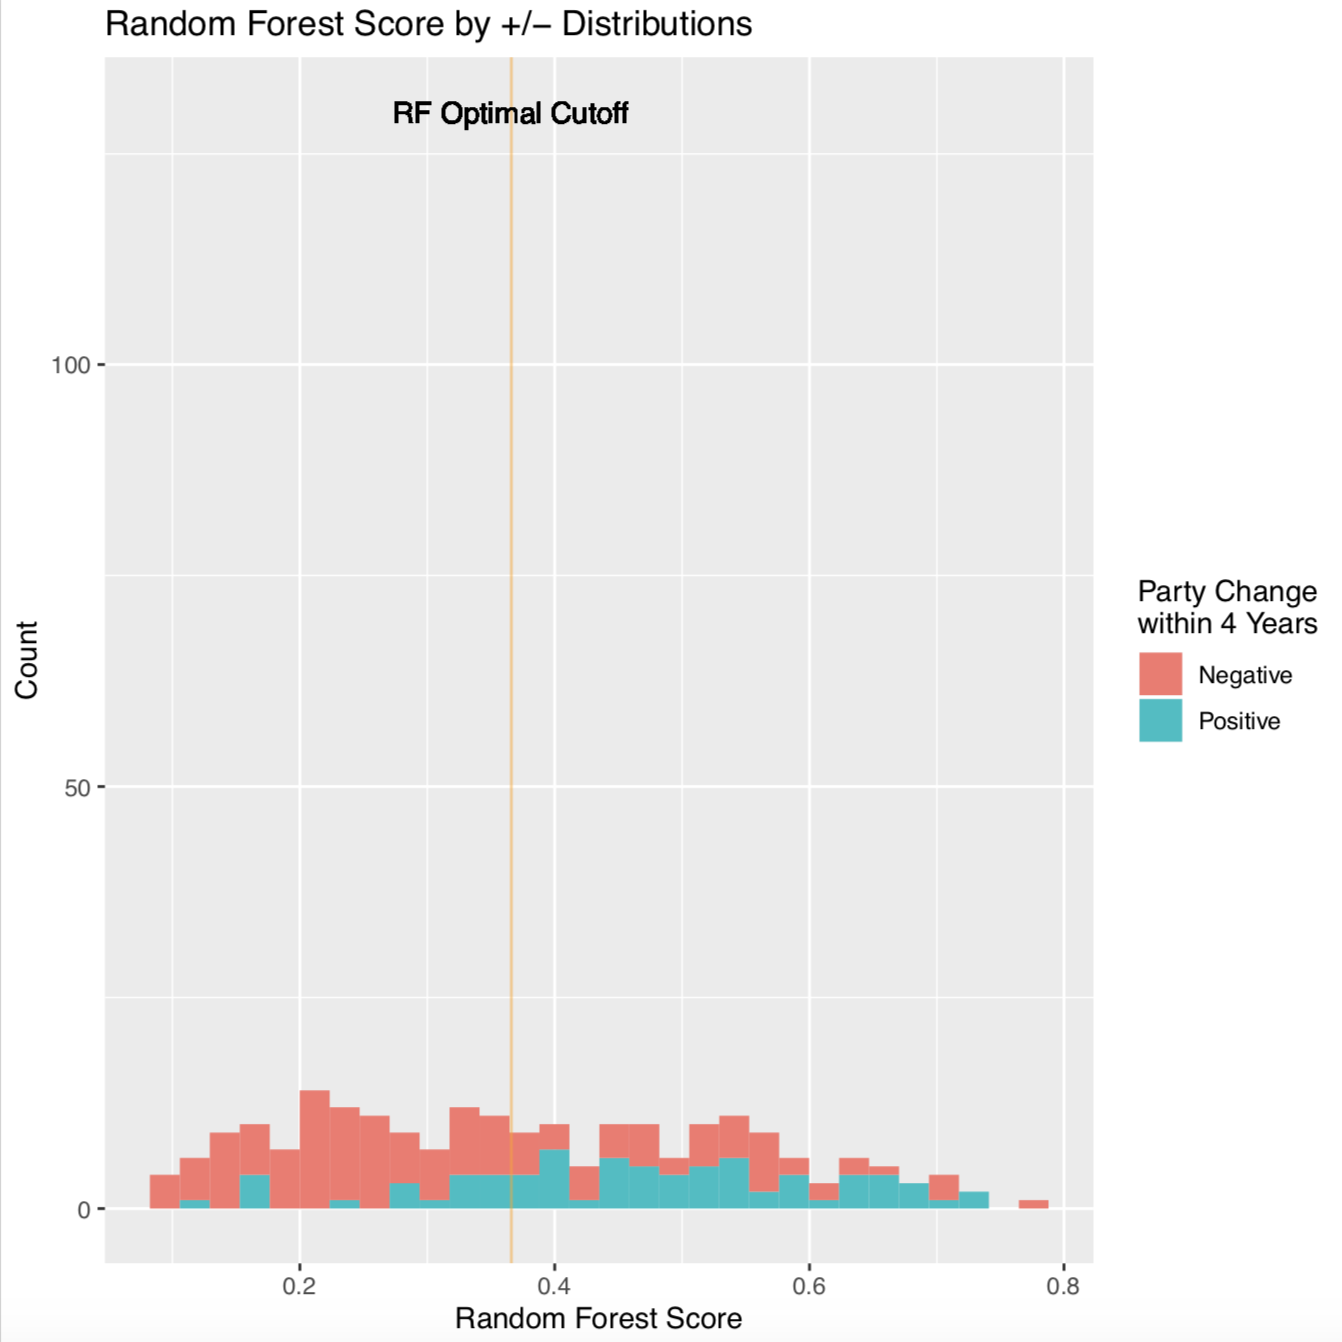 Random Forest Score by +/− Distributions
RF Optimal Cutoff
100
50
0
Count
0.2
0.4
0.6
0.8
Random Forest Score
Party Change
within 4 Years
Negative
Positive